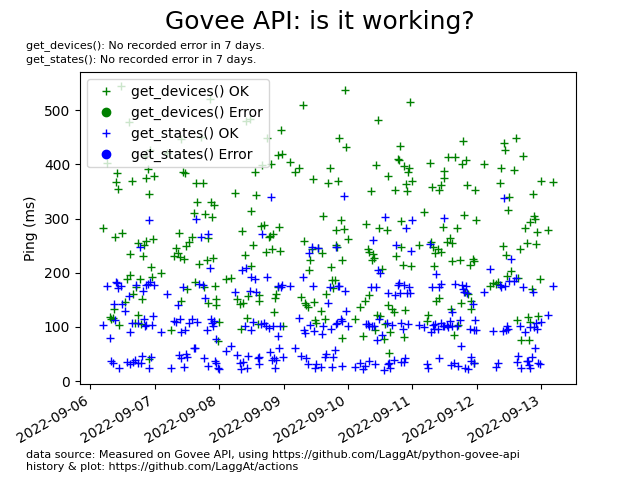 Govee API: is it working?
get_devices(): No recorded error in 7 days.
get_states(): No recorded error in 7 days.
get_devices() OK
get_devices() Error
get_states() OK
get_states() Error
Ping (ms)
500
400
300
200
100
0
2022-09-06
2022-09-07
2022-09-08
2022-09-09
2022-09-10
2022-09-11
2022-09-12
2022-09-13
data source: Measured on Govee API, using https://github.com/LaggAt/python-govee-api
history & plot: https://github.com/LaggAt/actions